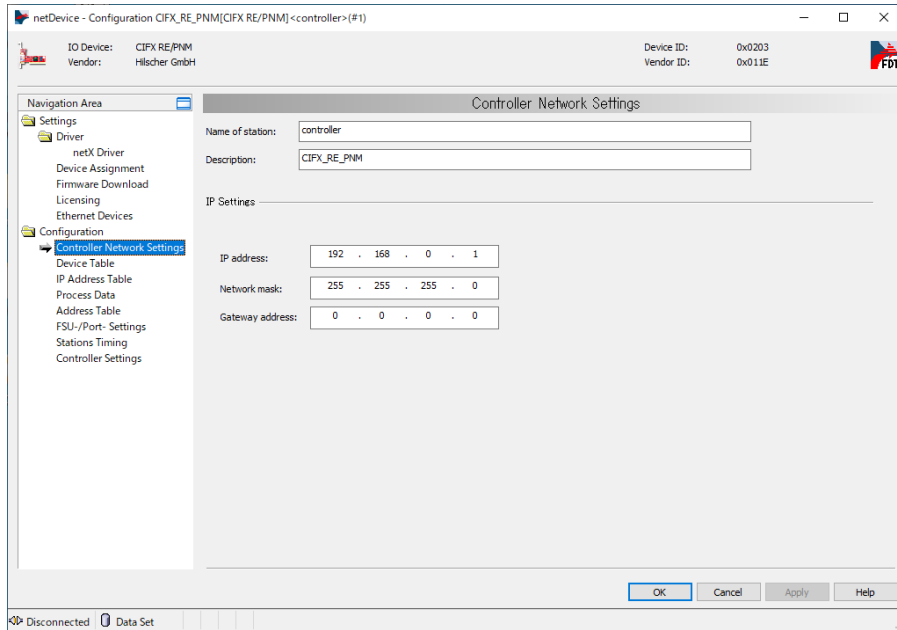 netDevice - Configuration CIFX_RE_PNM[CIFX RE/PNM]<controller>(#1)
IO Device: CIFX RE/PNM Device ID: 0x0203
Vendor: Hilscher GmbH Vendor ID: 0x011E
FDT
Navigation Area
Settings
Driver
netX Driver
Device Assignment
Firmware Download
Licensing
Ethernet Devices
Configuration
Controller Network Settings
Device Table
IP Address Table
Process Data
Address Table
FSU-/Port- Settings
Stations Timing
Controller Settings
Controller Network Settings
Name of station: controller
Description: CIFX_RE_PNM
IP Settings
IP address: 192 . 168 . 0 . 1
Network mask: 255 . 255 . 255 . 0
Gateway address: 0 . 0 . 0 . 0
OK Cancel Apply Help
Disconnected Data Set